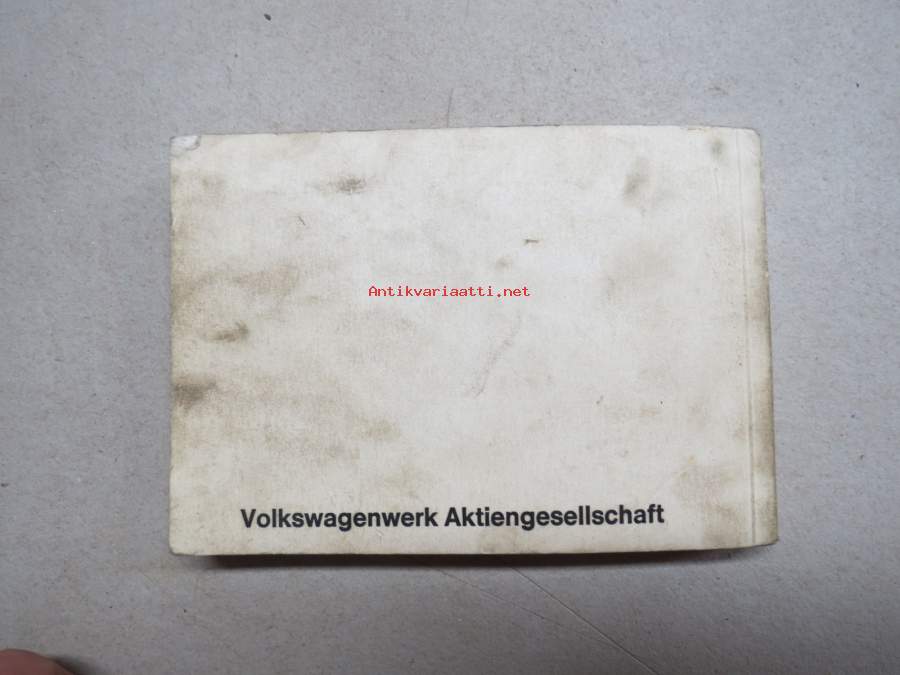 Antikvariaatti.net
Volkswagenwerk Aktiengesellschaft